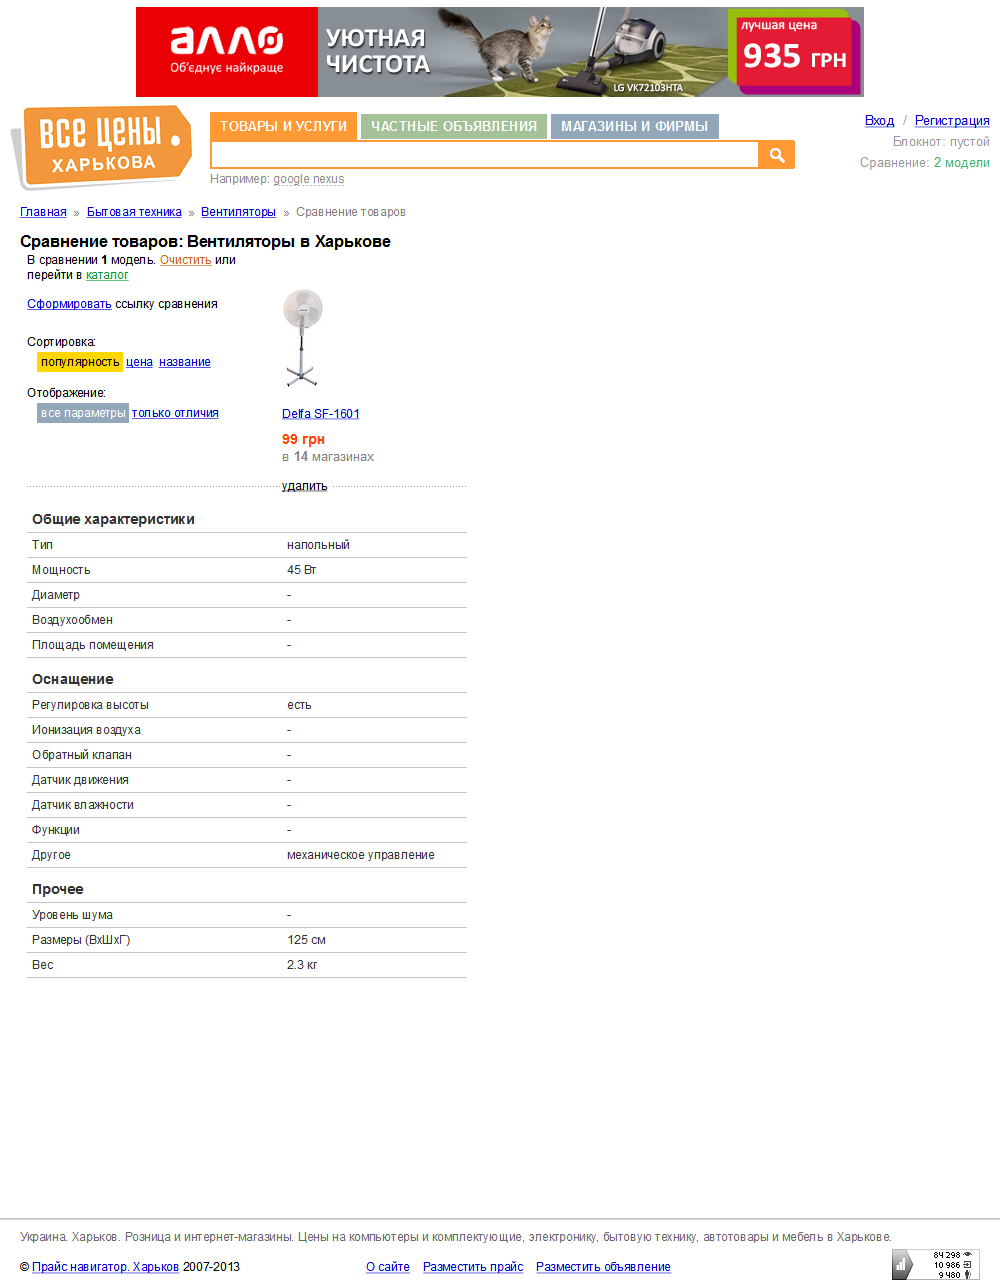 алло
Об'єднує найкраще
УЮТНАЯ
ЧИСТОТА
LG VK72103HTA
лучшая цена
935 ГРН
ВСЕ ЦЕНЫ
ХАРЬКОВА
ТОВАРЫ И УСЛУГИ
ЧАСТНЫЕ ОБЪЯВЛЕНИЯ
МАГАЗИНЫ И ФИРМЫ
Например: google nexus
Вход / Регистрация
Блокнот: пустой
Сравнение: 2 модели
Главная » Бытовая техника » Вентиляторы » Сравнение товаров
Сравнение товаров: Вентиляторы в Харькове
В сравнении 1 модель. Очистить или
перейти в каталог
Сформировать ссылку сравнения
Сортировка:
популярность цена название
Отображение:
все параметры только отличия
Delfa SF-1601
99 грн
в 14 магазинах
удалить
Общие характеристики
Тип напольный
Мощность 45 Вт
Диаметр -
Воздухообмен -
Площадь помещения -
Оснащение
Регулировка высоты есть
Ионизация воздуха -
Обратный клапан -
Датчик движения -
Датчик влажности -
Функции -
Другое механическое управление
Прочее
Уровень шума -
Размеры (ВхШхГ) 125 см
Вес 2.3 кг
Украина. Харьков. Розница и интернет-магазины. Цены на компьютеры и комплектующие, электронику, бытовую технику, автотовары и мебель в Харькове.
© Прайс навигатор. Харьков 2007-2013
О сайте Разместить прайс Разместить объявление
84 298
10 986
9 480